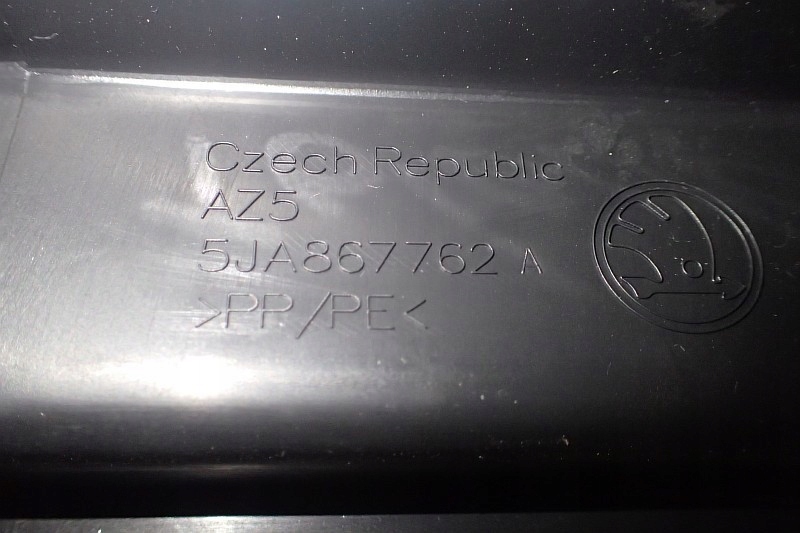 Czech Republic
AZ5
5JA867762 A
>PP/PE<